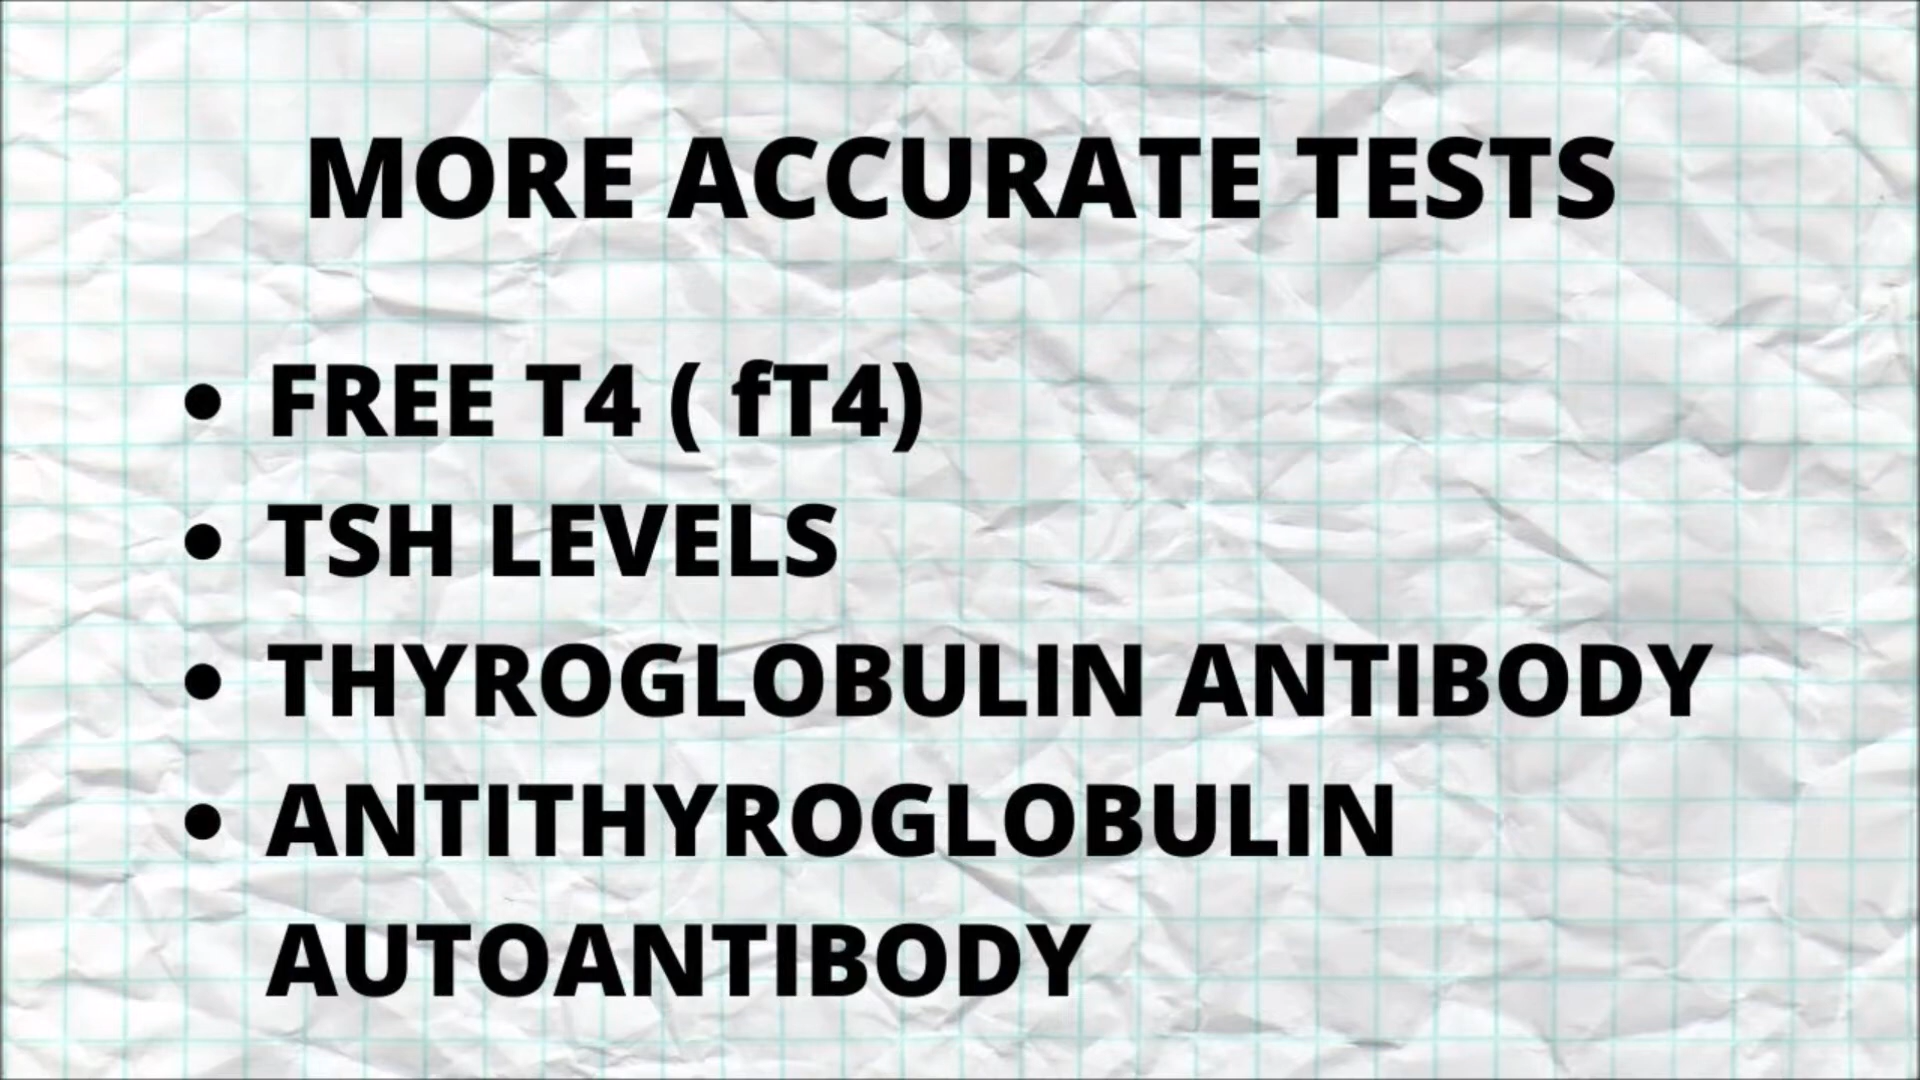 MORE ACCURATE TESTS
• FREE T4 ( fT4)
• TSH LEVELS
• THYROGLOBULIN ANTIBODY
• ANTITHYROGLOBULIN
AUTOANTIBODY